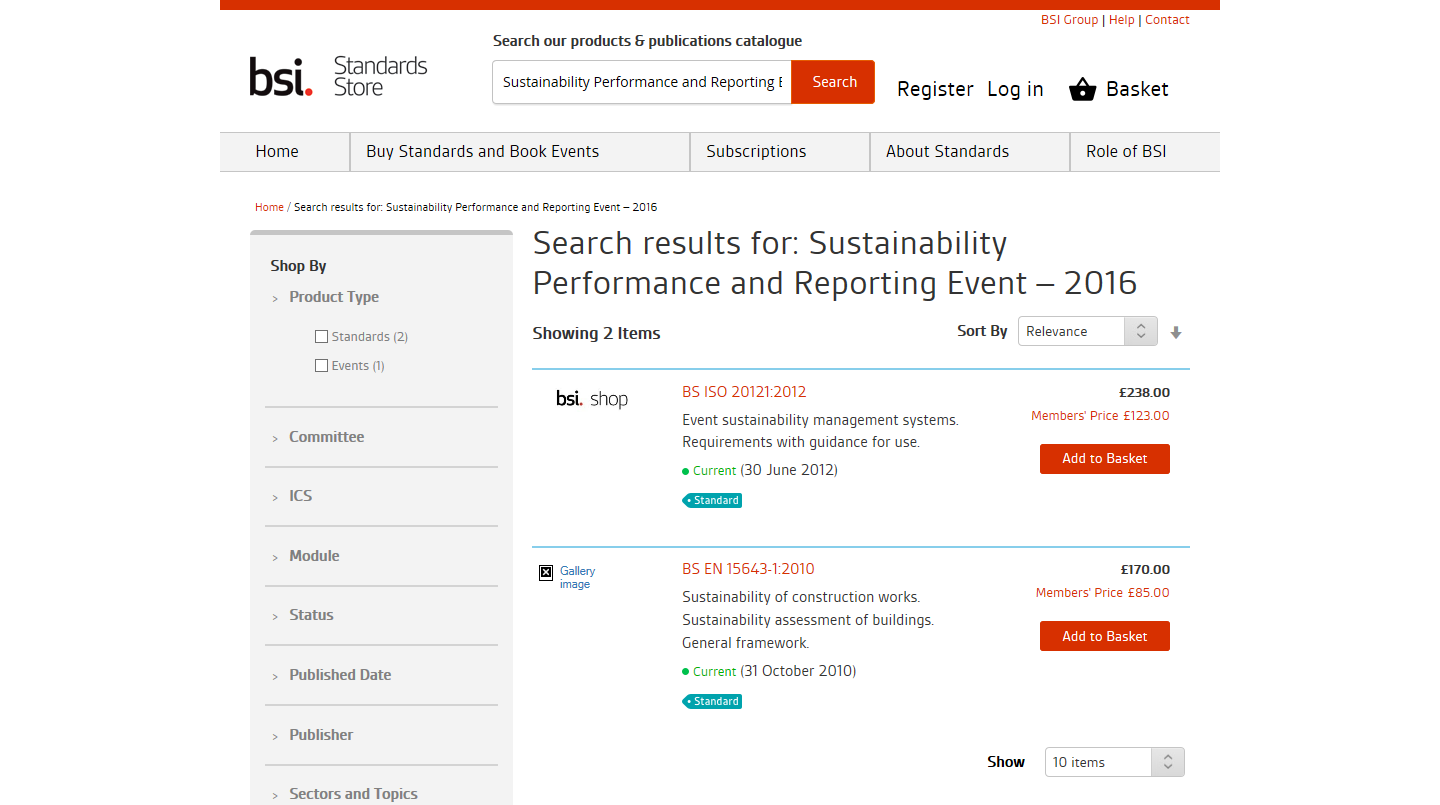 BSI Group | Help | Contact
Search our products & publications catalogue
bsi. Standards
Store
Sustainability Performance and Reporting E
Search
Register Log in Basket
Home
Buy Standards and Book Events
Subscriptions
About Standards
Role of BSI
Home / Search results for: Sustainability Performance and Reporting Event – 2016
Shop By
> Product Type
Standards (2)
Events (1)
> Committee
> ICS
> Module
> Status
> Published Date
> Publisher
> Sectors and Topics
Search results for: Sustainability
Performance and Reporting Event – 2016
Showing 2 Items
Sort By Relevance
bsi. shop
BS ISO 20121:2012
Event sustainability management systems.
Requirements with guidance for use.
Current (30 June 2012)
Standard
£238.00
Members' Price £123.00
Add to Basket
Gallery
image
BS EN 15643-1:2010
Sustainability of construction works.
Sustainability assessment of buildings.
General framework.
Current (31 October 2010)
Standard
£170.00
Members' Price £85.00
Add to Basket
Show 10 items